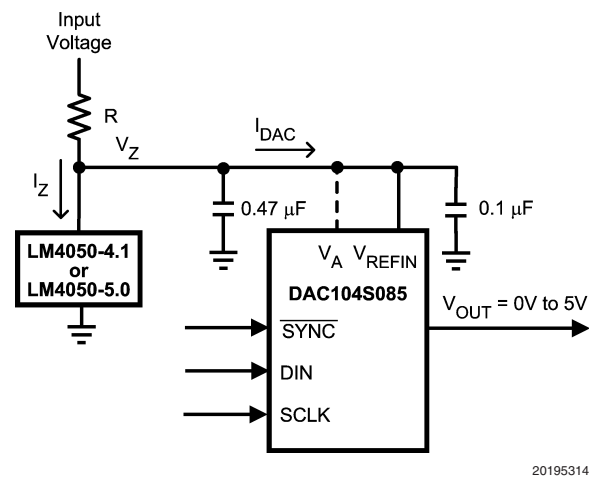 Input
Voltage
R
V_Z
I_DAC
I_Z
0.47 µF
0.1 µF
LM4050-4.1
or
LM4050-5.0
V_A V_REFIN
DAC104S085
V_OUT = 0V to 5V
SYNC
DIN
SCLK
20195314